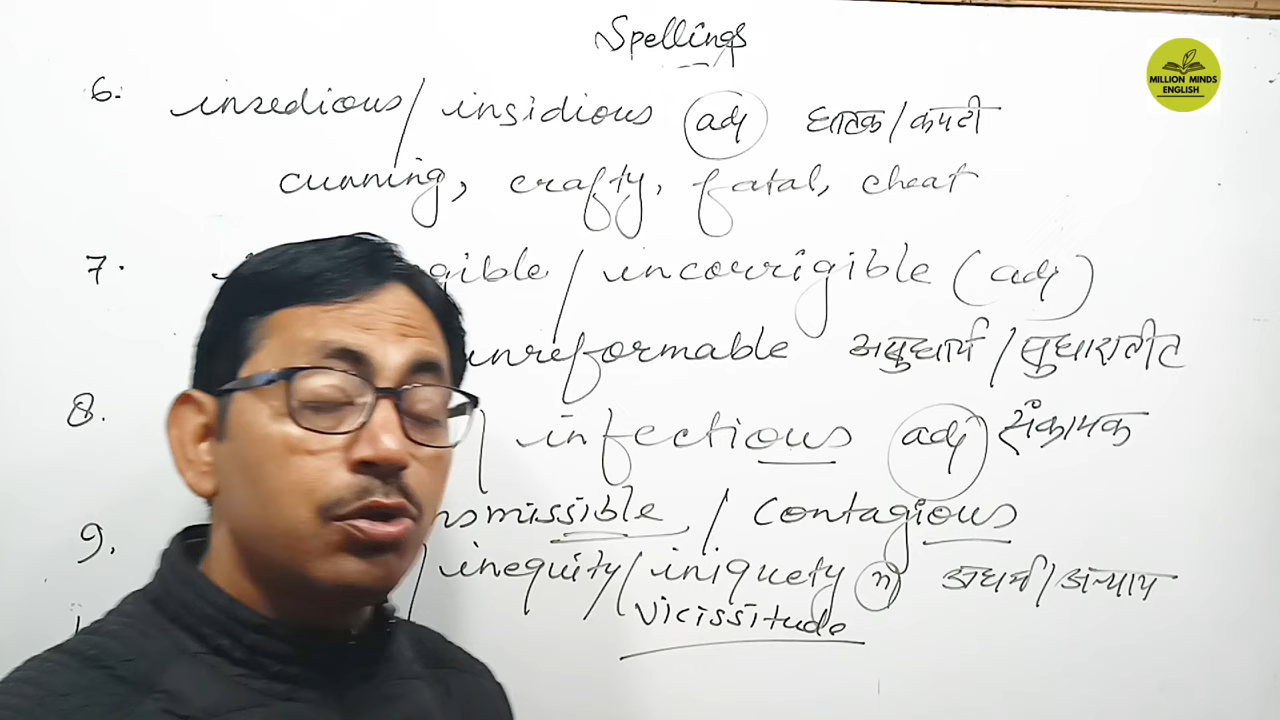 Spellings
MILLION MINDS
ENGLISH
6. insedious / insidious adj घातक / कपटी
cunning, crafty, fatal, cheat
7. gible / incorrigible (adj)
unreformable असुधार्य / सुधारातीत
8. / infectious adj संक्रामक
smissible / contagious
9. / inequity / iniquety n अधर्म / अन्याय
vicissitude